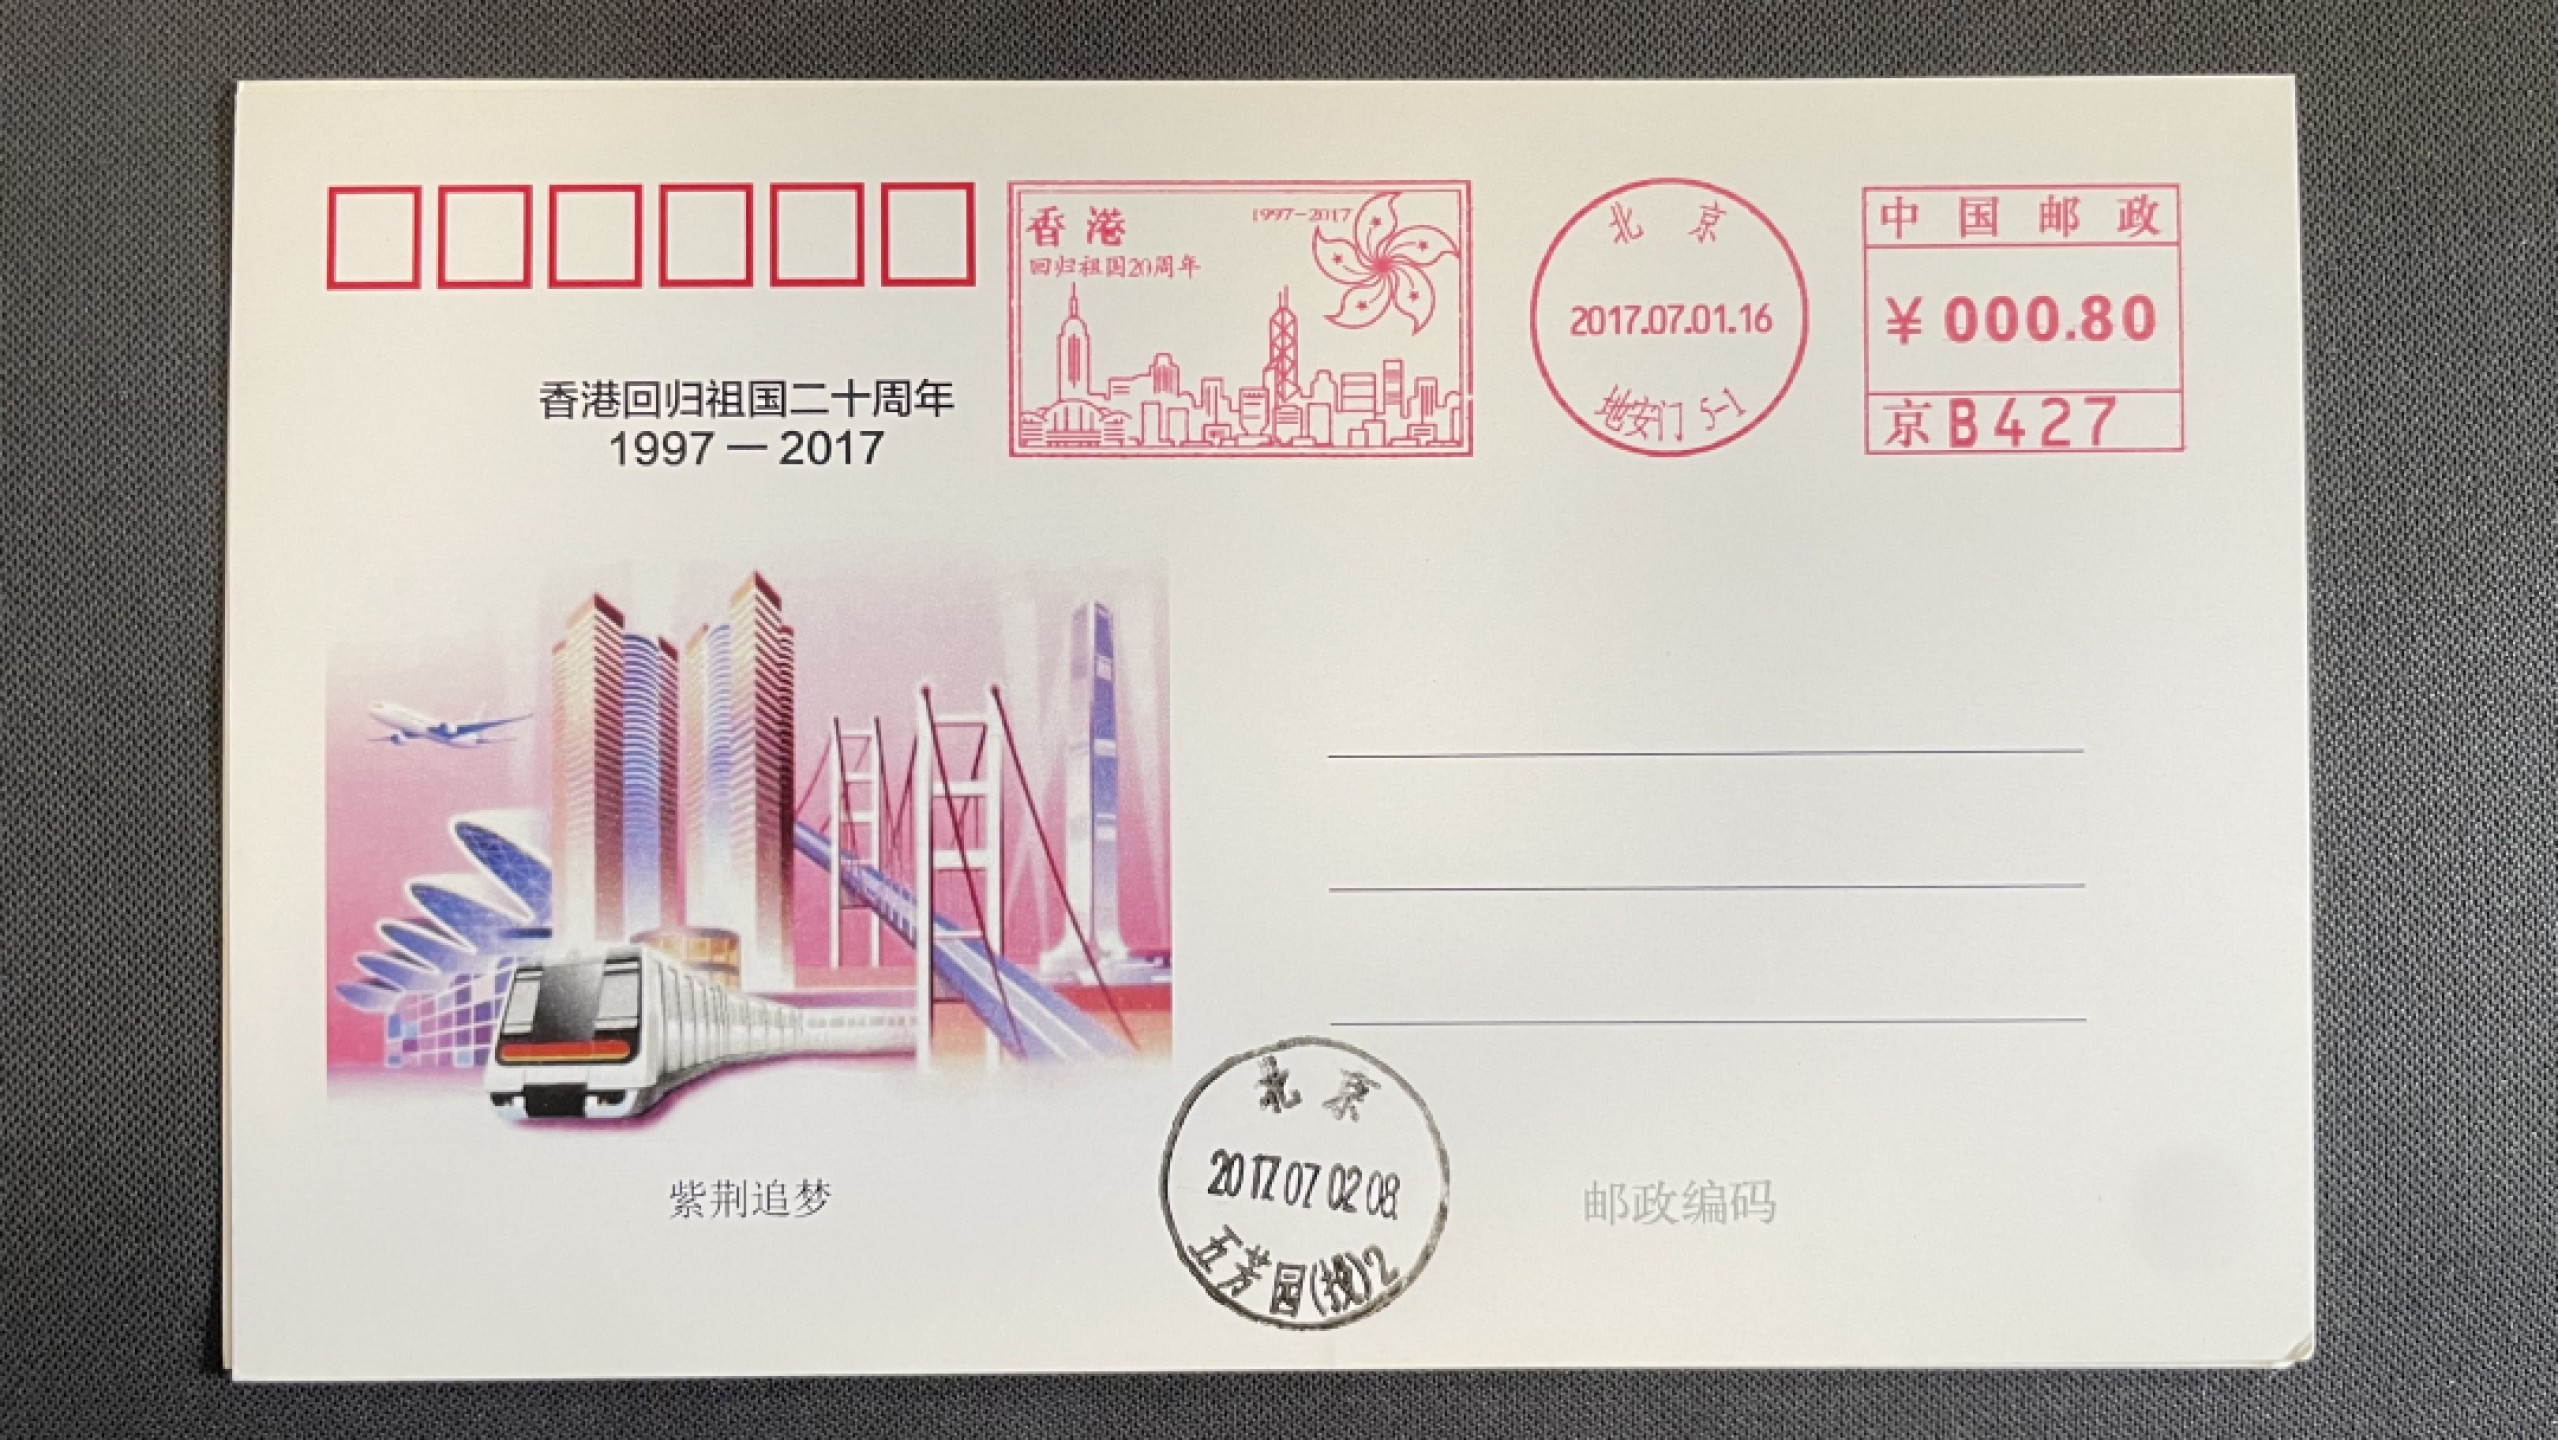 香港
1997-2017
回归祖国20周年
北京
2017.07.01.16
地安门 5-1
中国邮政
¥000.80
京B427
香港回归祖国二十周年
1997 — 2017
紫荆追梦
北京
2017.07.02.08
五芳园(投)2
邮政编码